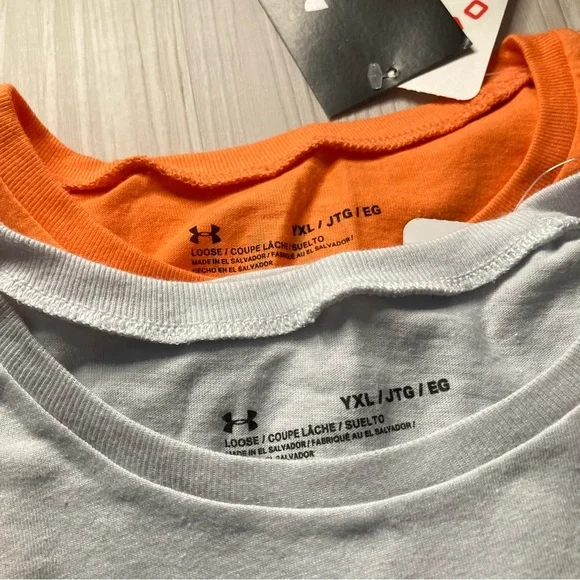 YXL / JTG / EG
LOOSE / COUPE LÂCHE / SUELTO
MADE IN EL SALVADOR / FABRIQUÉ AU EL SALVADOR /
HECHO EN EL SALVADOR
YXL / JTG / EG
LOOSE / COUPE LÂCHE / SUELTO
MADE IN EL SALVADOR / FABRIQUÉ AU EL SALVADOR /